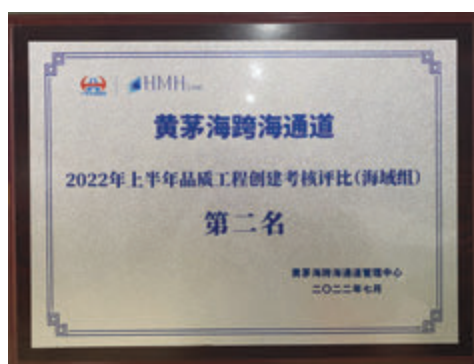 HMH
黄茅海跨海通道
2022年上半年品质工程创建考核评比(海域组)
第二名
黄茅海跨海通道管理中心
二〇二二年七月